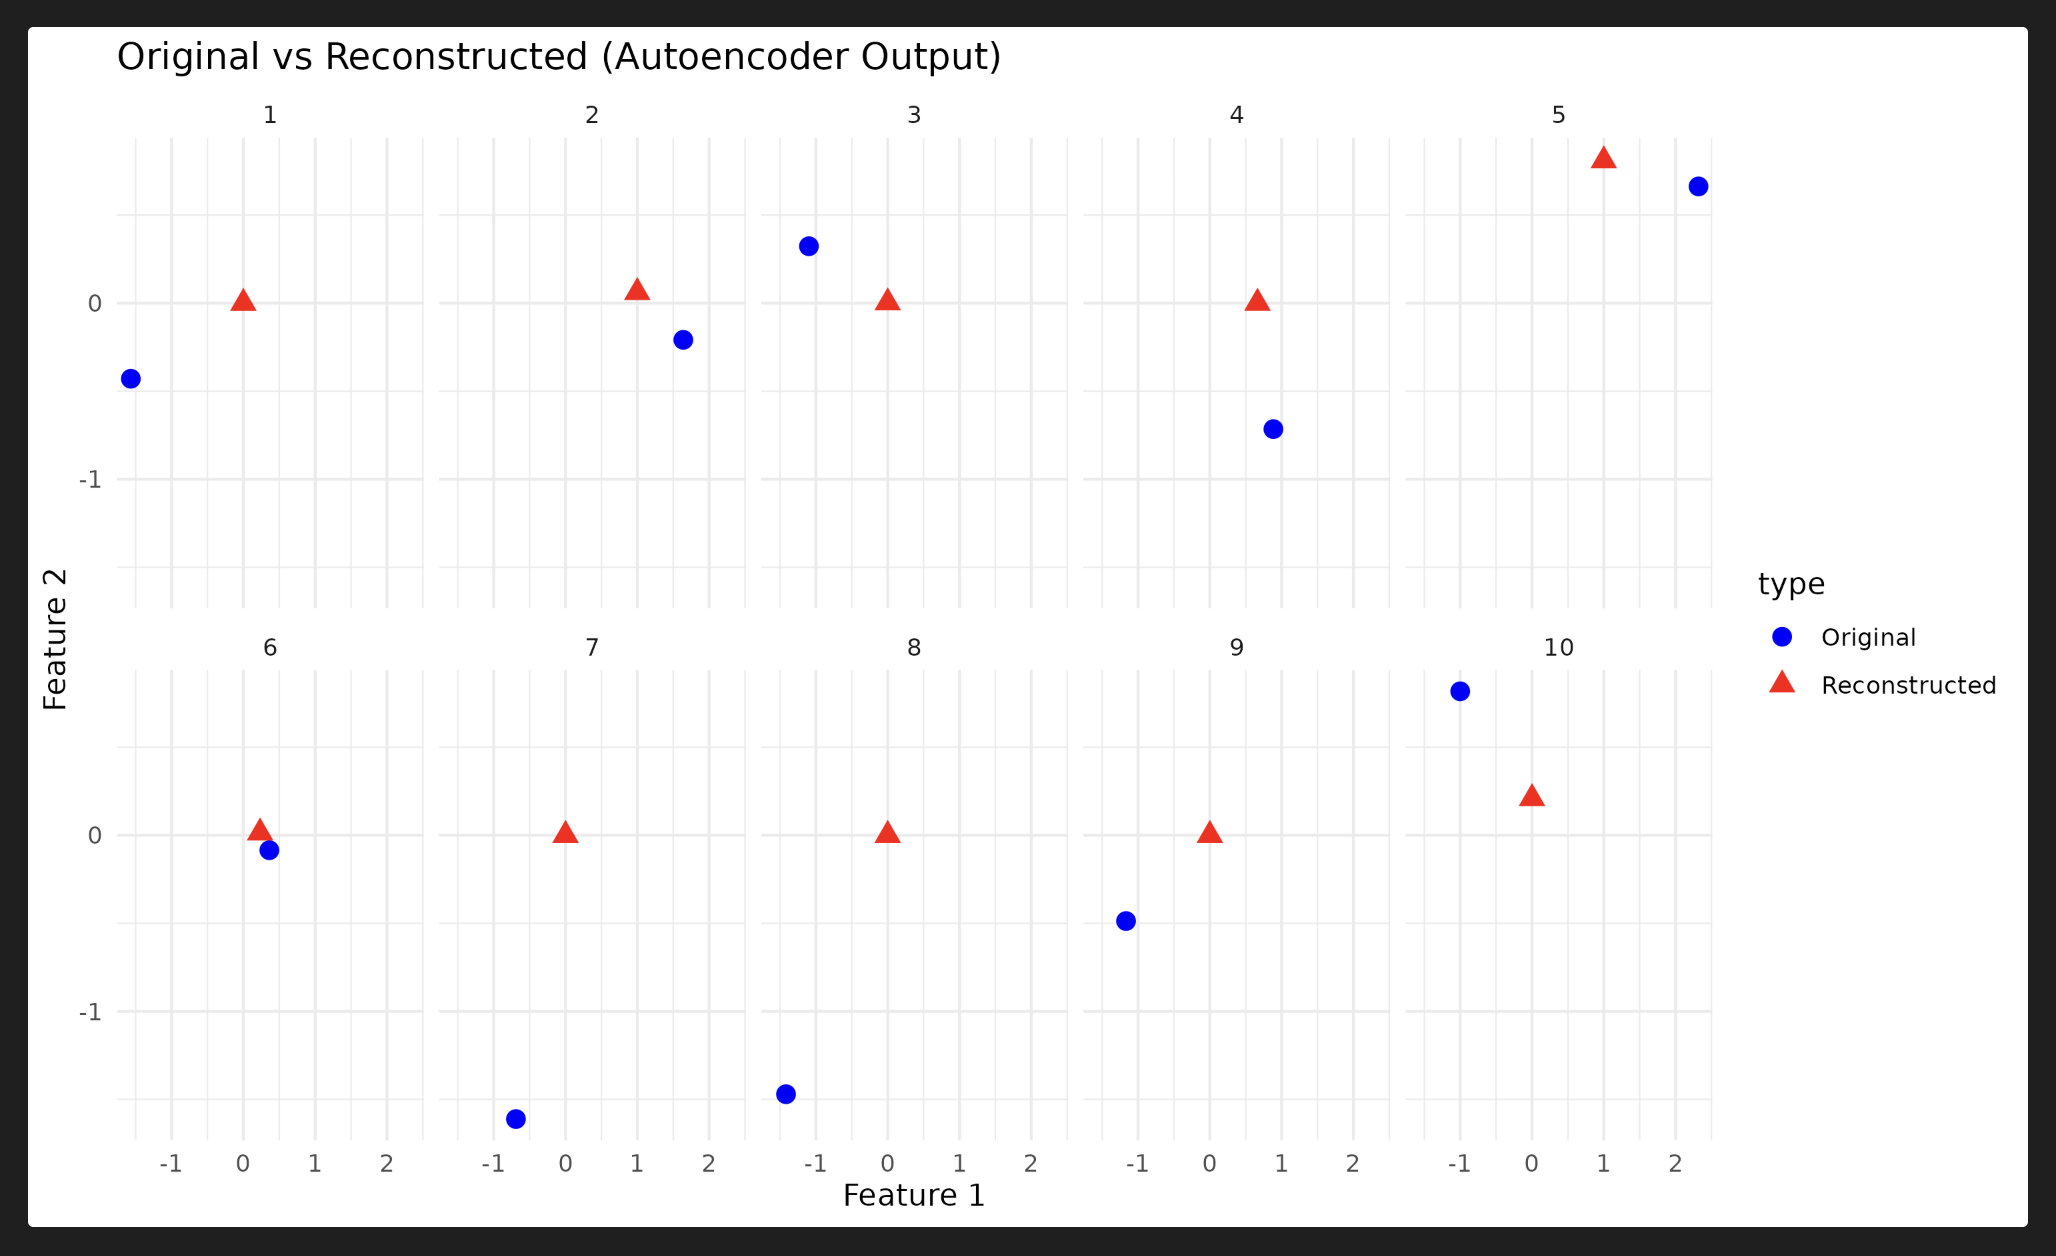 Original vs Reconstructed (Autoencoder Output)
1 2 3 4 5
0
-1
6 7 8 9 10
0
-1
-1 0 1 2 -1 0 1 2 -1 0 1 2 -1 0 1 2 -1 0 1 2
Feature 1
Feature 2
type
Original
Reconstructed